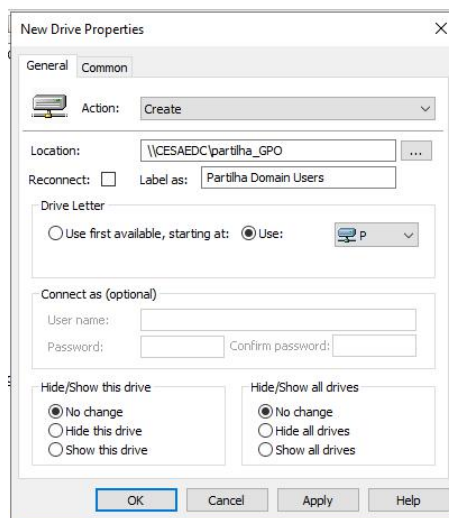 New Drive Properties
General Common
Action: Create
Location: \\CESAEDC\partilha_GPO ...
Reconnect: Label as: Partilha Domain Users
Drive Letter
Use first available, starting at: Use: P
Connect as (optional)
User name:
Password: Confirm password:
Hide/Show this drive Hide/Show all drives
No change No change
Hide this drive Hide all drives
Show this drive Show all drives
OK Cancel Apply Help